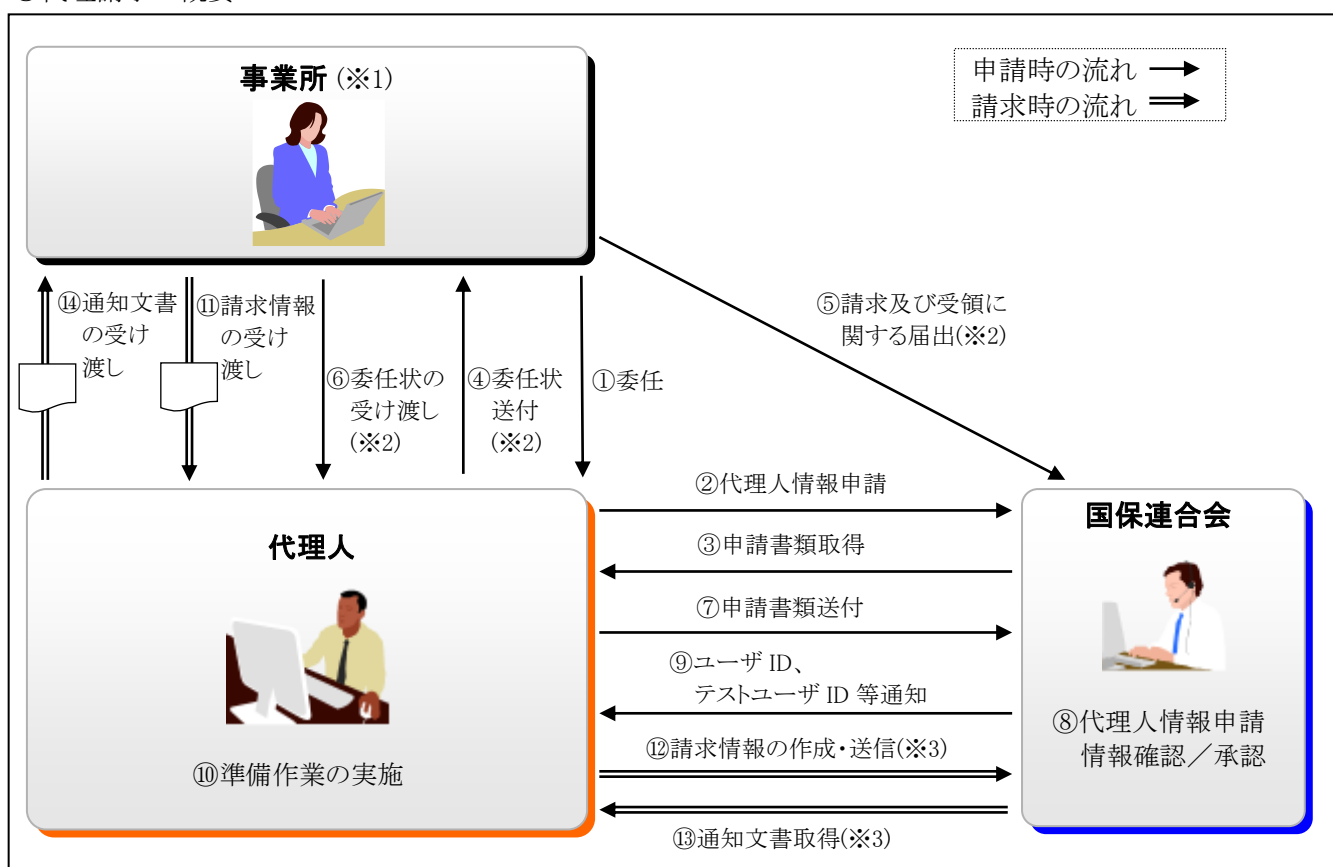 事業所 (※1)
申請時の流れ
請求時の流れ
⑭通知文書
の受け
渡し
⑪請求情報
の受け
渡し
⑥委任状の
受け渡し
(※2)
④委任状
送付
(※2)
①委任
⑤請求及び受領に
関する届出(※2)
代理人
⑩準備作業の実施
②代理人情報申請
③申請書類取得
⑦申請書類送付
⑨ユーザ ID、
テストユーザ ID 等通知
⑫請求情報の作成・送信(※3)
⑬通知文書取得(※3)
国保連合会
⑧代理人情報申請
情報確認／承認